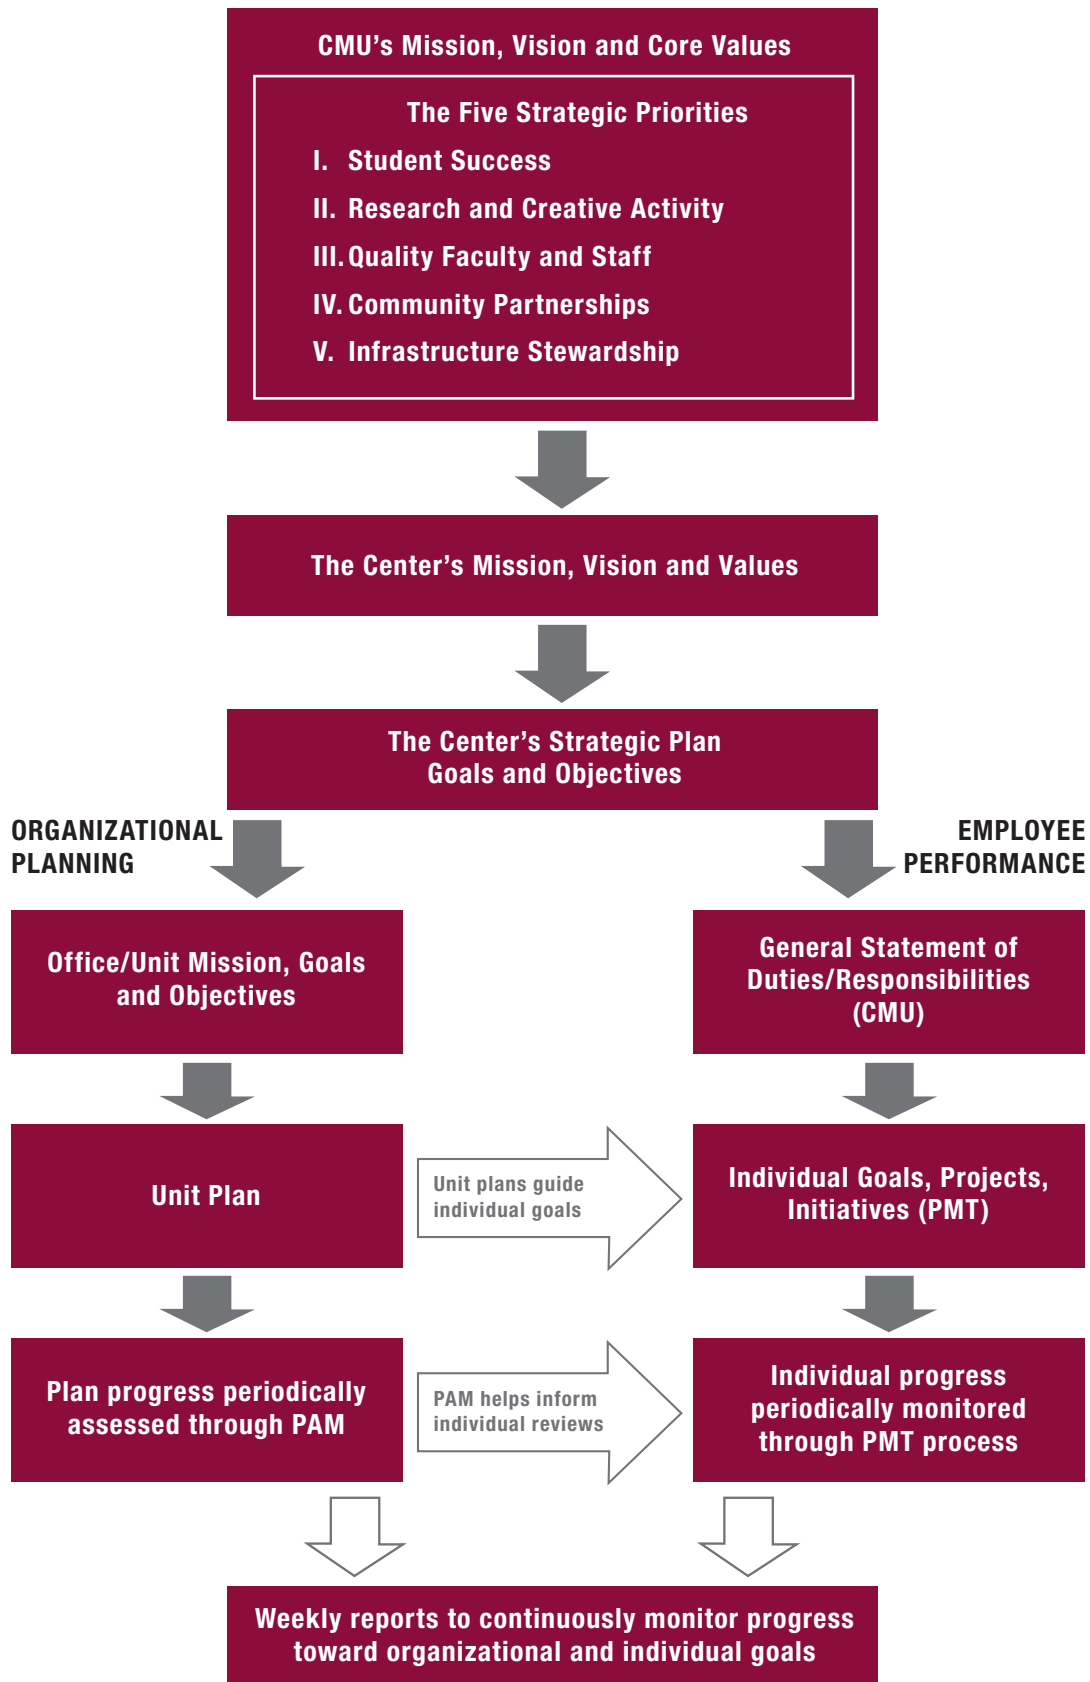 CMU’s Mission, Vision and Core Values
The Five Strategic Priorities
I. Student Success
II. Research and Creative Activity
III. Quality Faculty and Staff
IV. Community Partnerships
V. Infrastructure Stewardship
The Center’s Mission, Vision and Values
The Center’s Strategic Plan
Goals and Objectives
ORGANIZATIONAL
PLANNING
EMPLOYEE
PERFORMANCE
Office/Unit Mission, Goals
and Objectives
General Statement of
Duties/Responsibilities
(CMU)
Unit Plan
Unit plans guide
individual goals
Individual Goals, Projects,
Initiatives (PMT)
Plan progress periodically
assessed through PAM
PAM helps inform
individual reviews
Individual progress
periodically monitored
through PMT process
Weekly reports to continuously monitor progress
toward organizational and individual goals